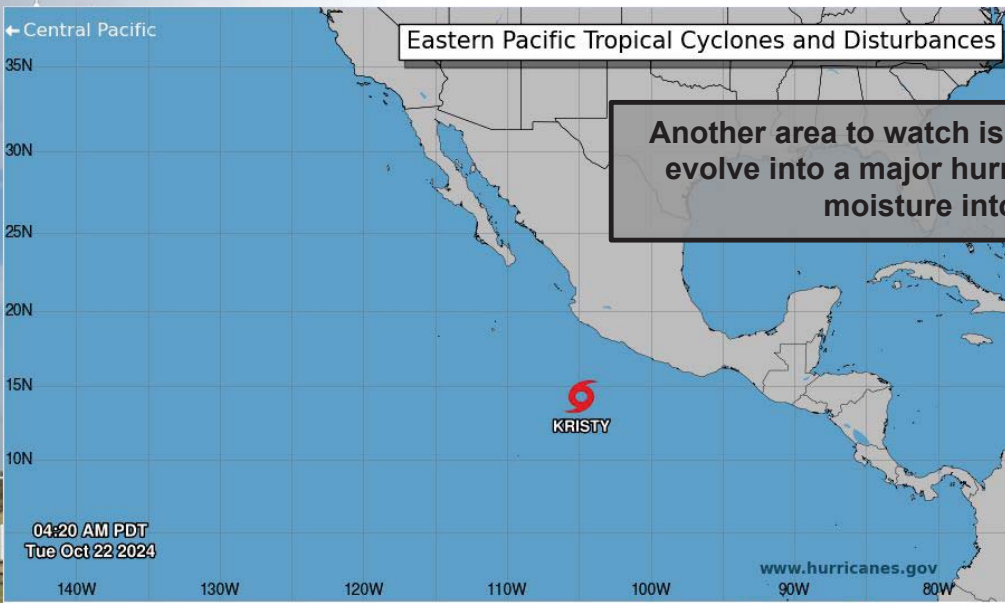 ← Central Pacific
Eastern Pacific Tropical Cyclones and Disturbances
35N
Another area to watch is
evolve into a major hurr
moisture into
30N
25N
20N
15N
KRISTY
10N
04:20 AM PDT
Tue Oct 22 2024
www.hurricanes.gov
140W 130W 120W 110W 100W 90W 80W